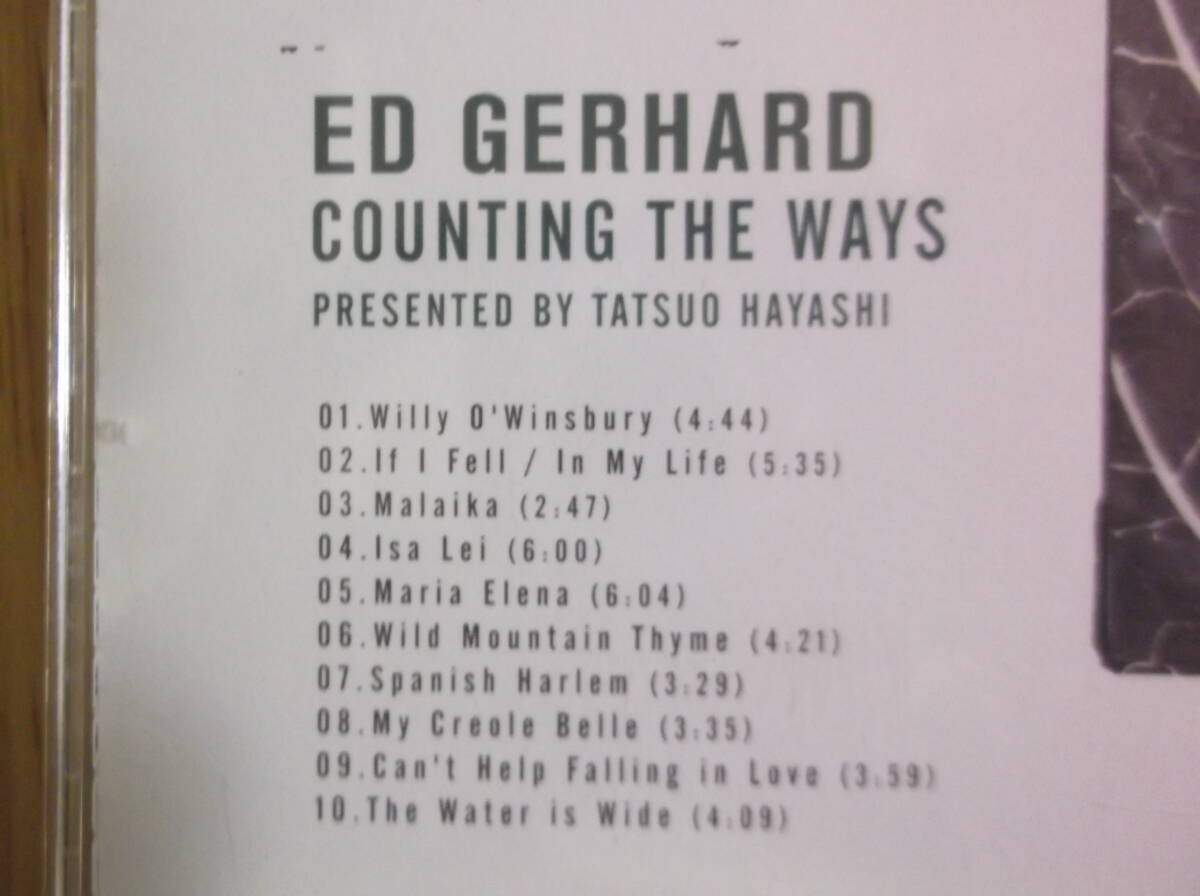 ED GERHARD
COUNTING THE WAYS
PRESENTED BY TATSUO HAYASHI
01.Willy O'Winsbury (4:44)
02.If I Fell / In My Life (5:35)
03.Malaika (2:47)
04.Isa Lei (6:00)
05.Maria Elena (6:04)
06.Wild Mountain Thyme (4:21)
07.Spanish Harlem (3:29)
08.My Creole Belle (3:35)
09.Can't Help Falling in Love (3:59)
10.The Water is Wide (4:09)